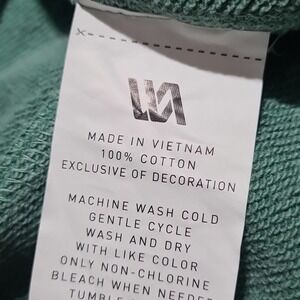 MADE IN VIETNAM
100% COTTON
EXCLUSIVE OF DECORATION
MACHINE WASH COLD
GENTLE CYCLE
WASH AND DRY
WITH LIKE COLOR
ONLY NON-CHLORINE
BLEACH WHEN NEEDED
TUMBLE